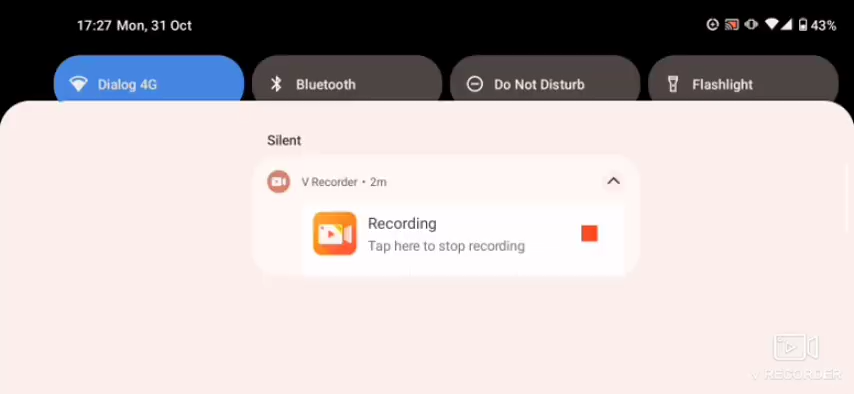 17:27 Mon, 31 Oct
43%
Dialog 4G
Bluetooth
Do Not Disturb
Flashlight
Silent
V Recorder • 2m
Recording
Tap here to stop recording
V RECORDER